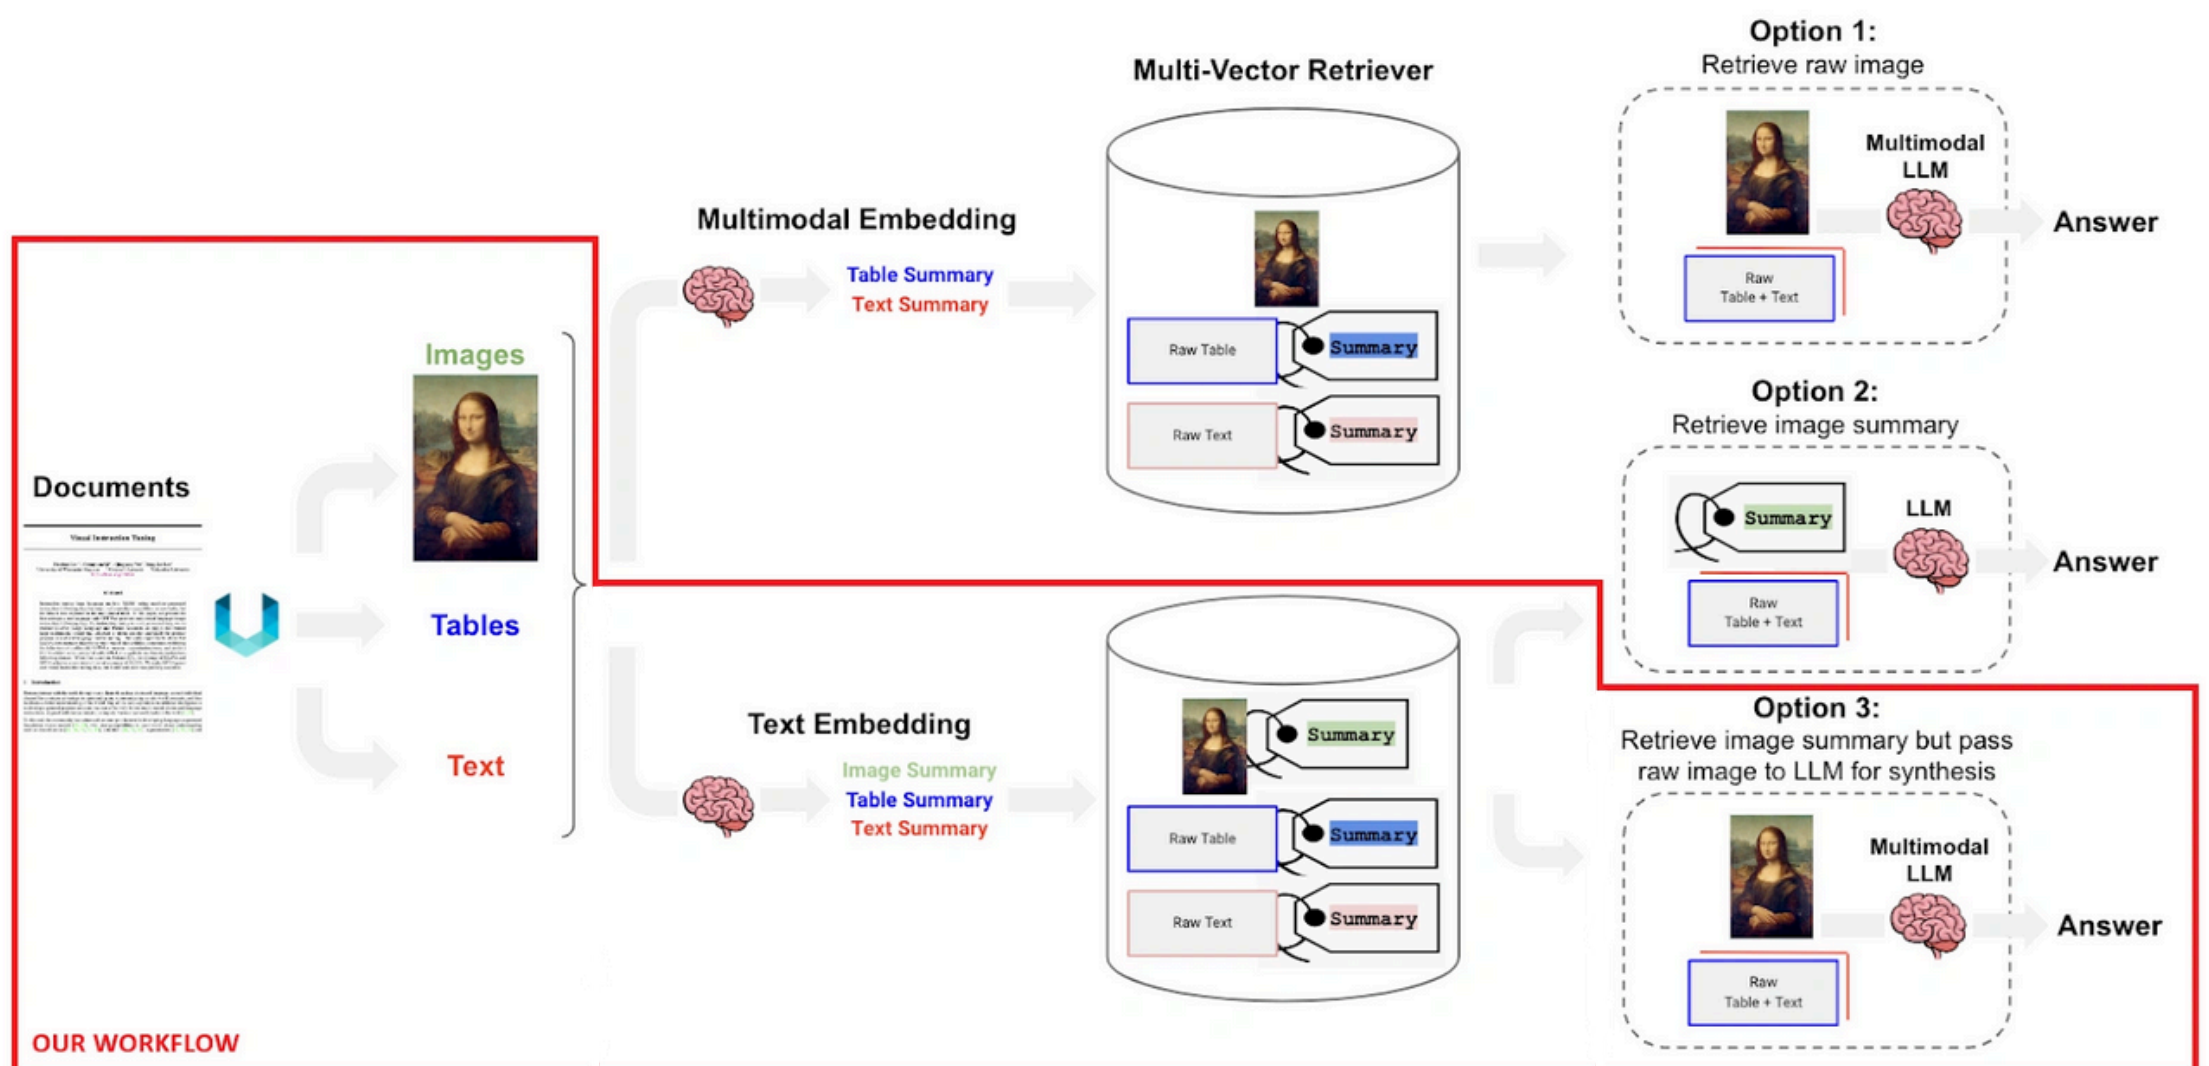 Option 1:
Retrieve raw image
Multi-Vector Retriever
Multimodal
LLM
Multimodal Embedding
Answer
Table Summary
Text Summary
Raw
Table + Text
Raw Table
Summary
Raw Text
Summary
Images
Option 2:
Retrieve image summary
Documents
Visual Instruction Tuning
Summary
LLM
Answer
Raw
Table + Text
Tables
Option 3:
Retrieve image summary but pass
raw image to LLM for synthesis
Text Embedding
Text
Image Summary
Table Summary
Text Summary
Summary
Raw Table
Summary
Raw Text
Summary
Multimodal
LLM
Answer
Raw
Table + Text
OUR WORKFLOW